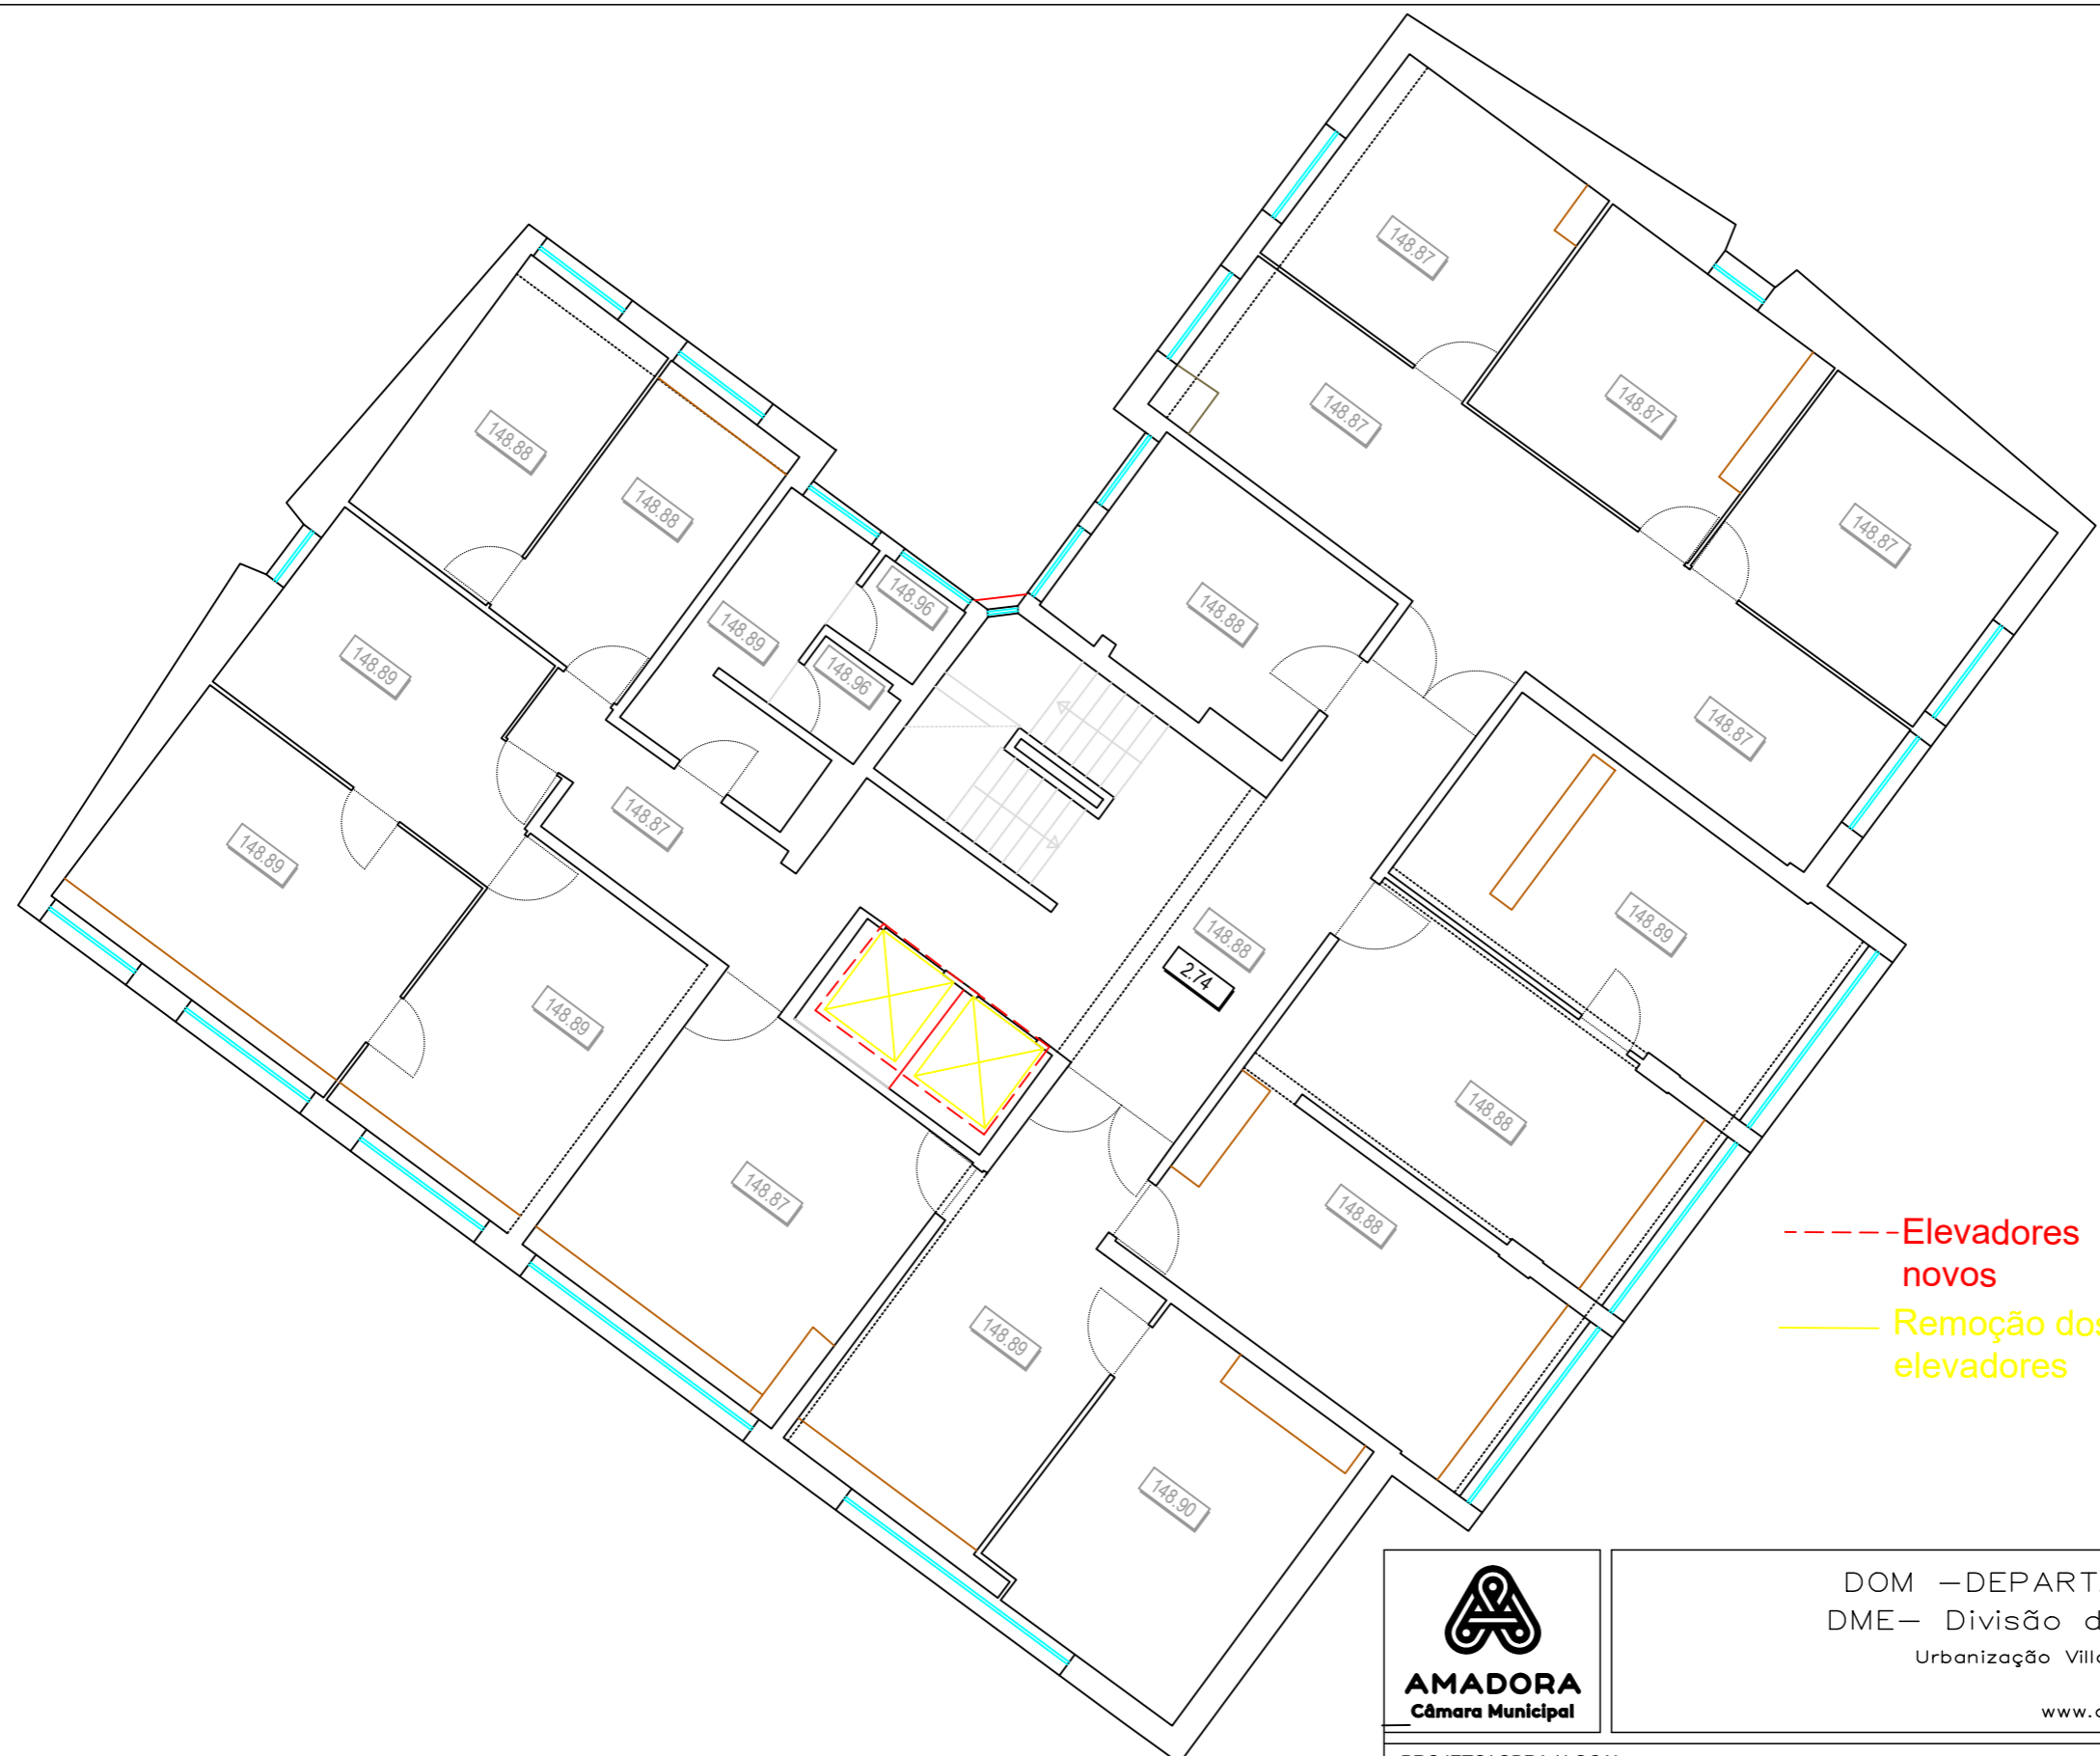 148.87
148.87
148.87
148.87
148.88
148.88
148.96
148.88
148.89
148.89
148.96
148.87
148.87
148.89
148.89
148.88
2.74
148.89
148.88
148.87
148.88
148.89
148.90
Elevadores
novos
Remoção dos
elevadores
DOM –DEPART
DME– Divisão d
Urbanização Vill
www.
AMADORA
Câmara Municipal